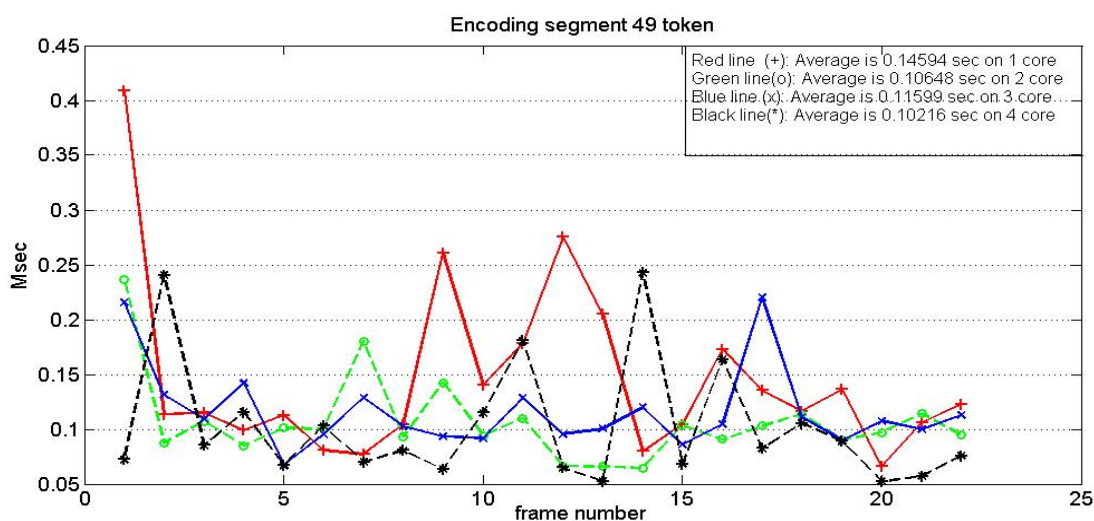 Encoding segment 49 token
0.45
0.4
0.35
0.3
0.25
0.2
0.15
0.1
0.05
Msec
Red line (+): Average is 0.14594 sec on 1 core
Green line(o): Average is 0.10648 sec on 2 core
Blue line (x): Average is 0.11599 sec on 3 core
Black line(*): Average is 0.10216 sec on 4 core
0 5 10 15 20 25
frame number